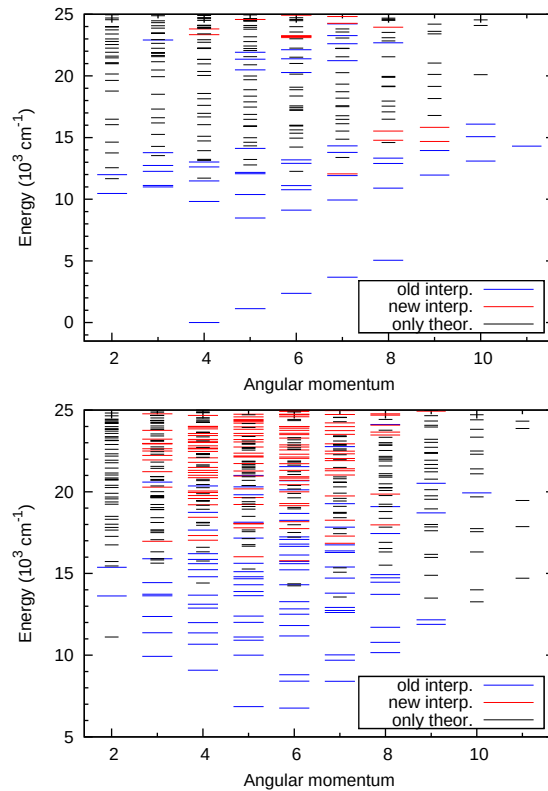 25
20
15
10
5
0
Energy (10³ cm⁻¹)
old interp.
new interp.
only theor.
2 4 6 8 10
Angular momentum
25
20
15
10
5
Energy (10³ cm⁻¹)
old interp.
new interp.
only theor.
2 4 6 8 10
Angular momentum